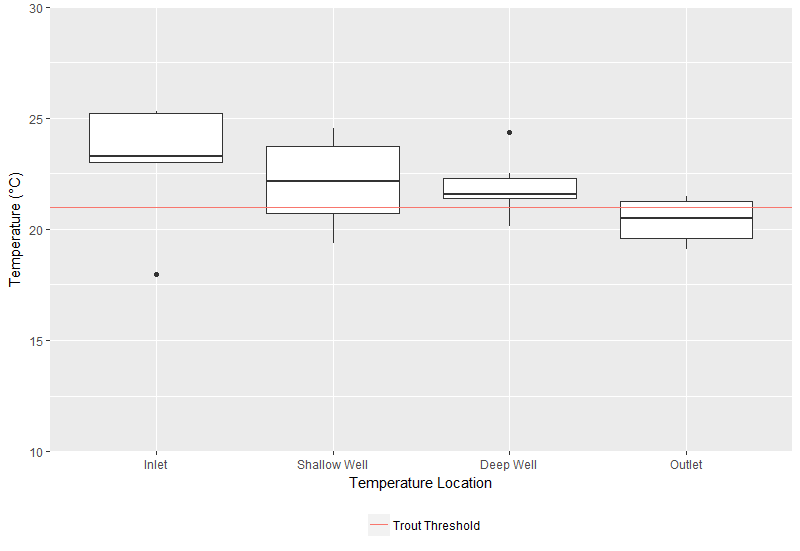 30
25
20
15
10
Temperature (°C)
Inlet Shallow Well Deep Well Outlet
Temperature Location
Trout Threshold